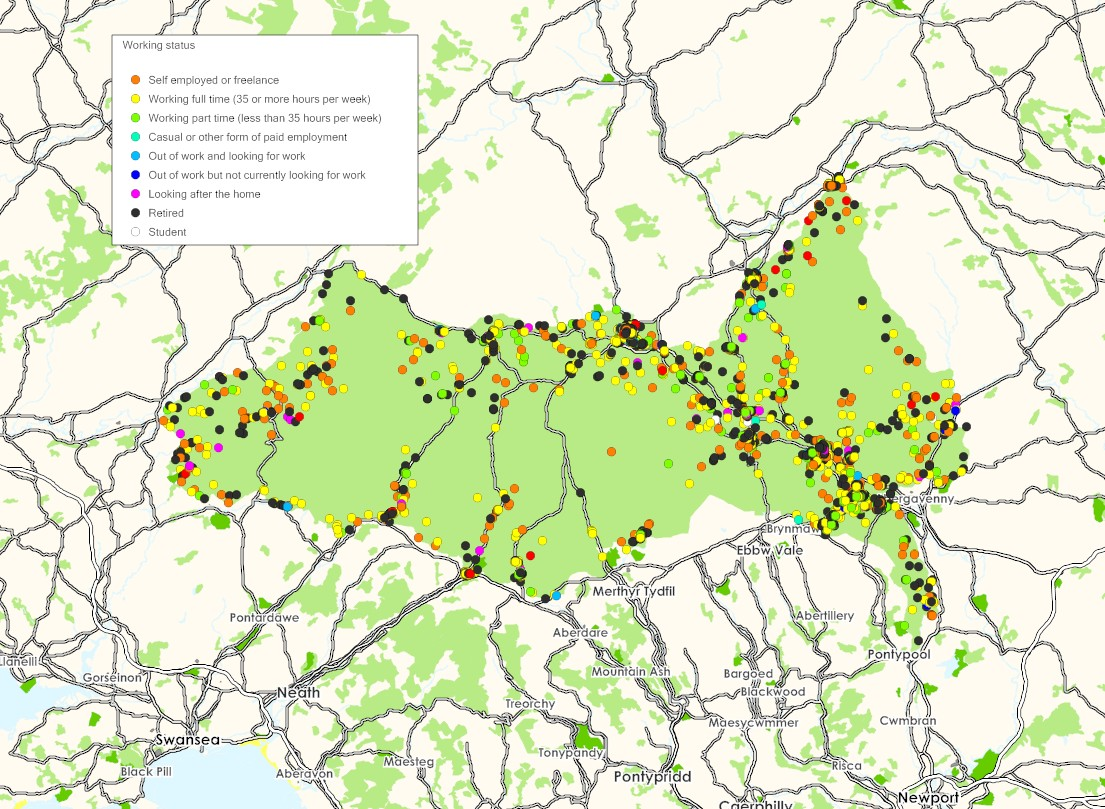 Working status
Self employed or freelance
Working full time (35 or more hours per week)
Working part time (less than 35 hours per week)
Casual or other form of paid employment
Out of work and looking for work
Out of work but not currently looking for work
Looking after the home
Retired
Student
ergavenny
Brynmaw
Ebbw Vale
Merthyr Tydfil
Pontardawe
Abertillery
Aberdare
Pontypool
Llanelli
Mountain Ash
Gorseinon
Bargoed
Neath
Blackwood
Treorchy
Maesycwmmer
Cwmbran
Swansea
Tonypandy
Maesteg
Risca
Black Pill
Aberavon
Pontypridd
Newport
Caerphilly